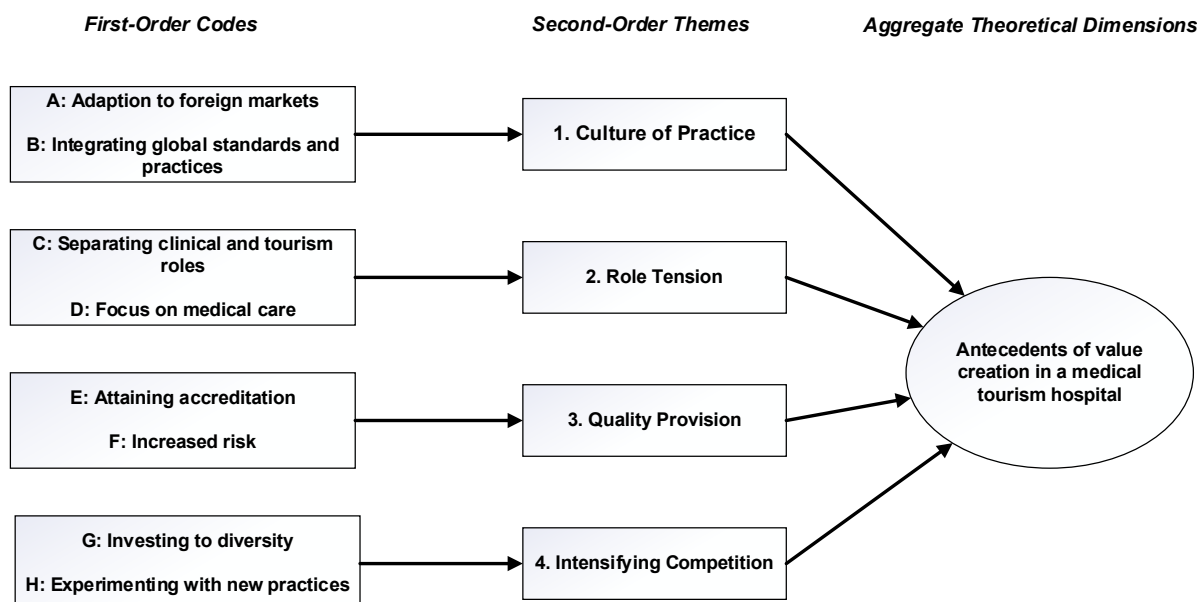 First-Order Codes
Second-Order Themes
Aggregate Theoretical Dimensions
A: Adaption to foreign markets
B: Integrating global standards and
practices
1. Culture of Practice
C: Separating clinical and tourism
roles
D: Focus on medical care
2. Role Tension
E: Attaining accreditation
F: Increased risk
3. Quality Provision
G: Investing to diversity
H: Experimenting with new practices
4. Intensifying Competition
Antecedents of value
creation in a medical
tourism hospital